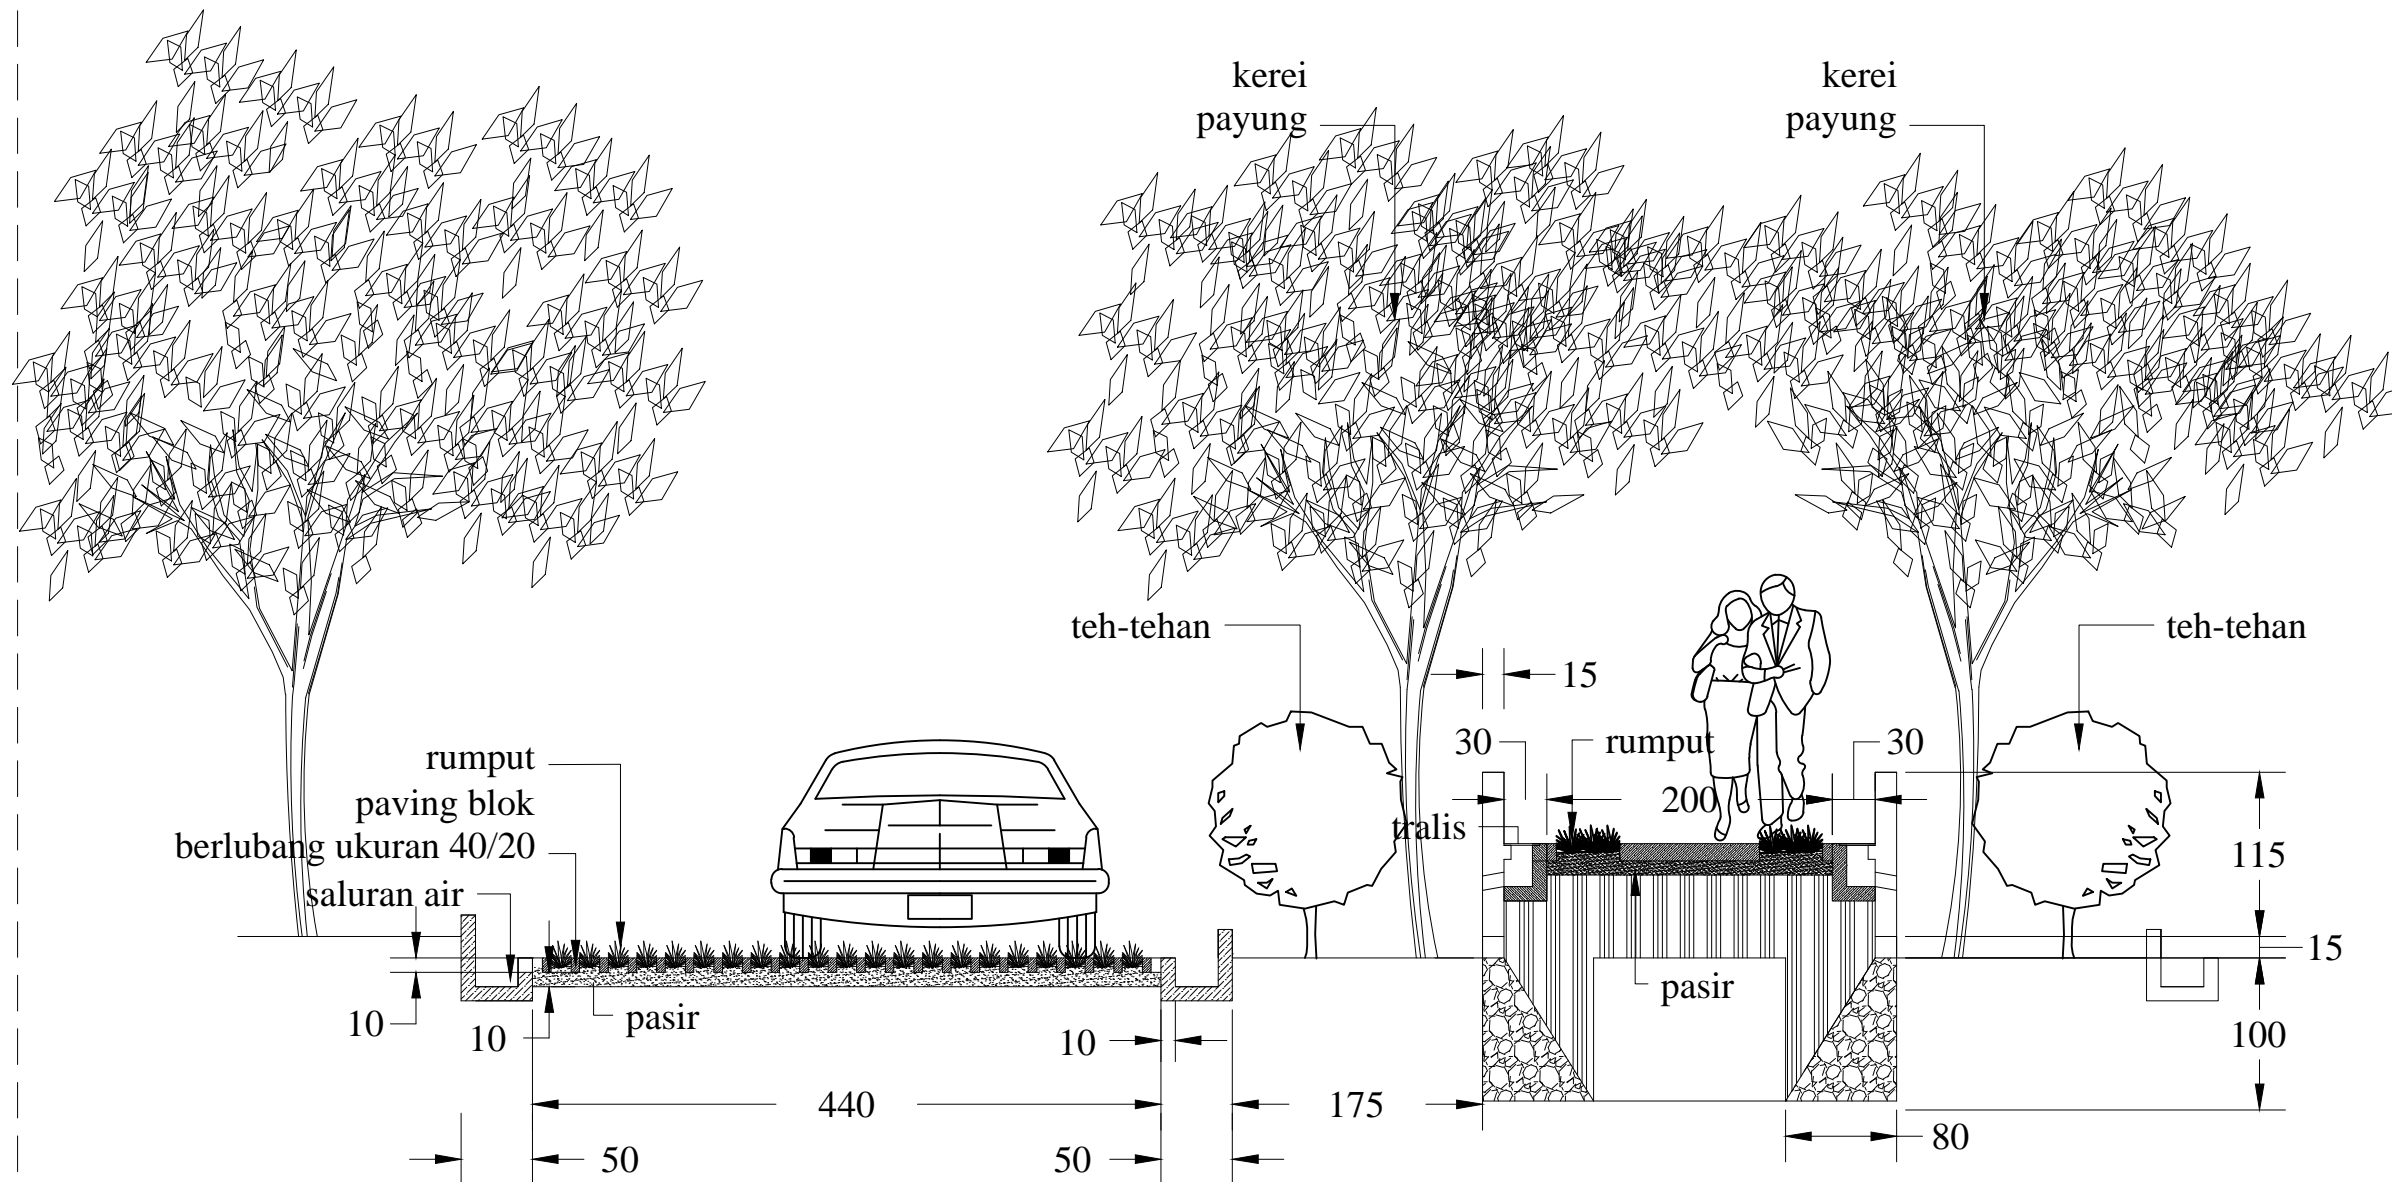 kerei
payung
kerei
payung
teh-tehan
teh-tehan
15
30
rumput
30
200
tralis
rumput
paving blok
berlubang ukuran 40/20
saluran air
115
15
pasir
10
10
pasir
10
100
440
175
80
50
50